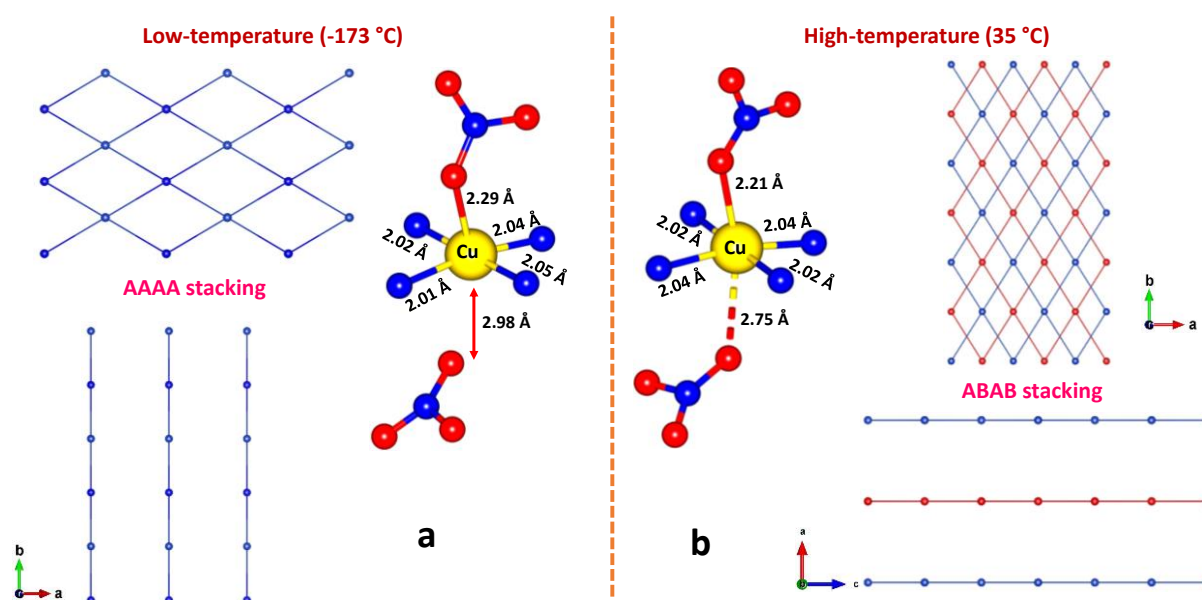 Low-temperature (-173 °C)
2.29 Å
2.04 Å
Cu
2.02 Å
2.05 Å
2.01 Å
AAAA stacking
2.98 Å
a
b
a
High-temperature (35 °C)
2.21 Å
2.04 Å
2.02 Å
Cu
2.04 Å
2.02 Å
2.75 Å
b
a
ABAB stacking
b
a
c